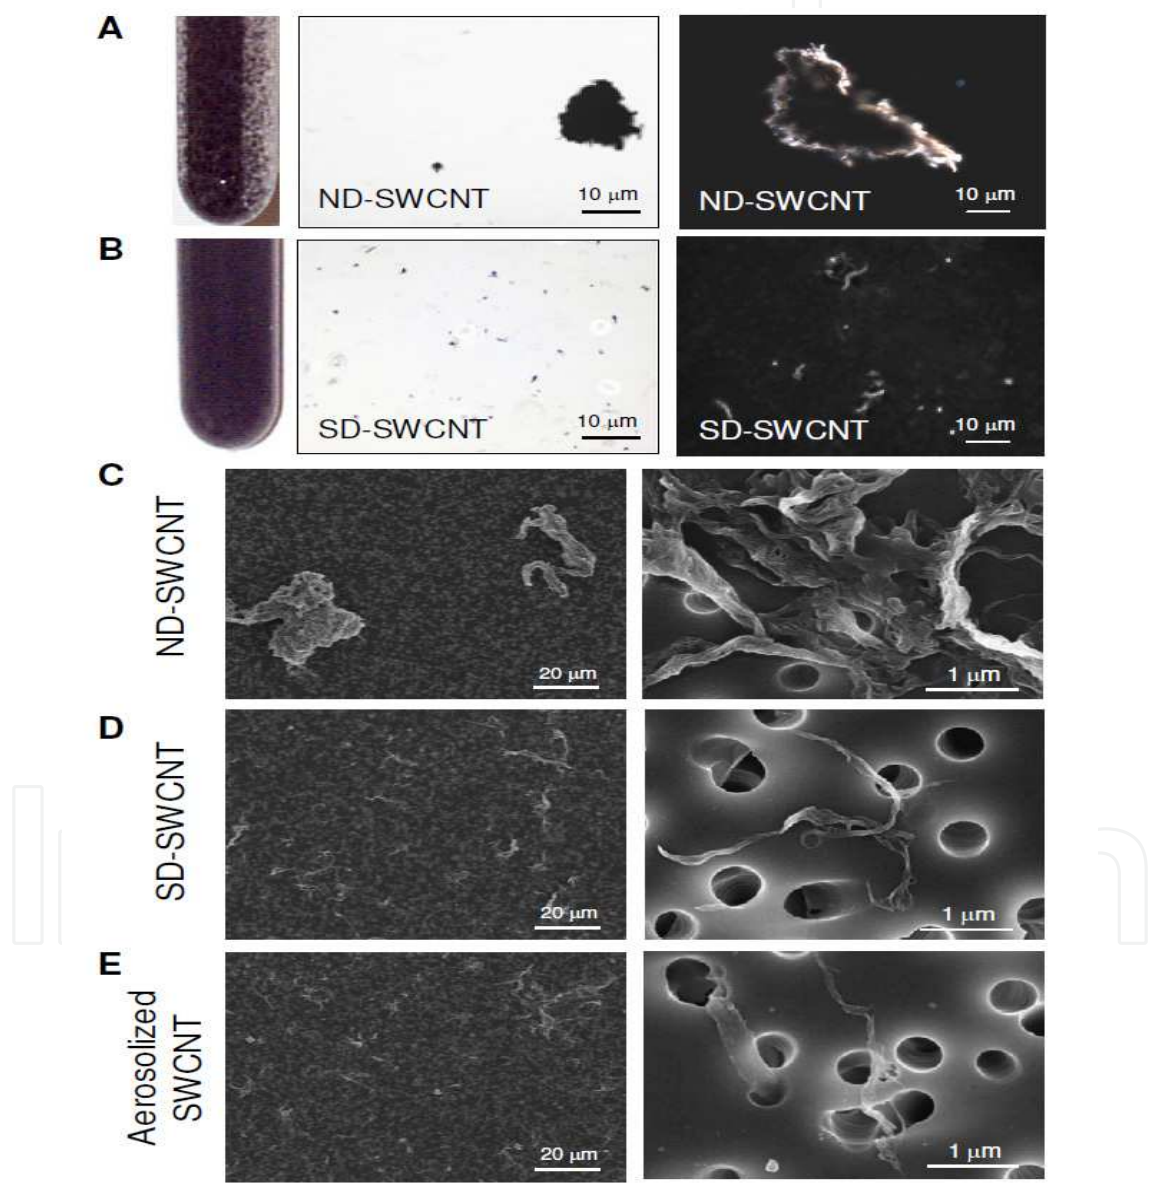 A
ND-SWCNT
10 μm
ND-SWCNT
10 μm
B
SD-SWCNT
10 μm
SD-SWCNT
10 μm
C
ND-SWCNT
20 μm
1 μm
D
SD-SWCNT
20 μm
1 μm
E
Aerosolized
SWCNT
20 μm
1 μm